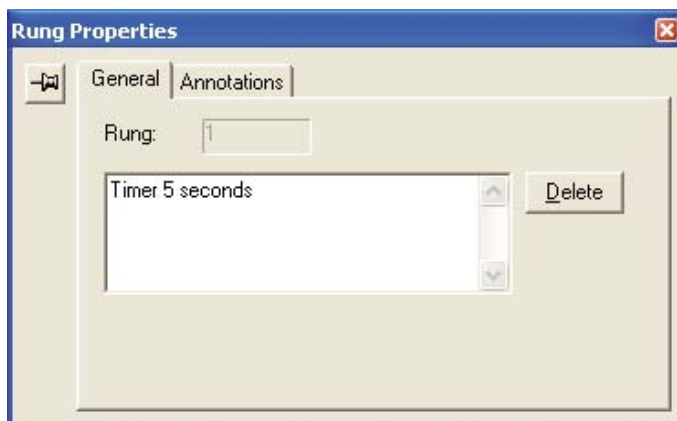 Rung Properties
General Annotations
Rung: 1
Timer 5 seconds
Delete